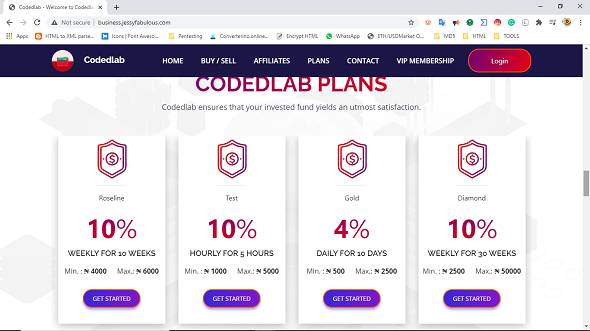 Codedlab - Welcome to Codedla
Not secure | business.jessyfabulous.com
Apps HTML to XML parse... Icons | Font Aweso... Pentesting Converterino.online... Encrypt HTML WhatsApp ETH/USDMarket O... MD5 HTML TOOLS
Codedlab HOME BUY / SELL AFFILIATES PLANS CONTACT VIP MEMBERSHIP Login
CODEDLAB PLANS
Codedlab ensures that your invested fund yields an utmost satisfaction.
Roseline Test Gold Diamond
10% 10% 4% 10%
WEEKLY FOR 10 WEEKS HOURLY FOR 5 HOURS DAILY FOR 10 DAYS WEEKLY FOR 30 WEEKS
Min. : ₦ 4000 Max.: ₦ 6000 Min. : ₦ 1000 Max.: ₦ 5000 Min. : ₦ 500 Max.: ₦ 2500 Min. : ₦ 2500 Max.: ₦ 50000
GET STARTED GET STARTED GET STARTED GET STARTED